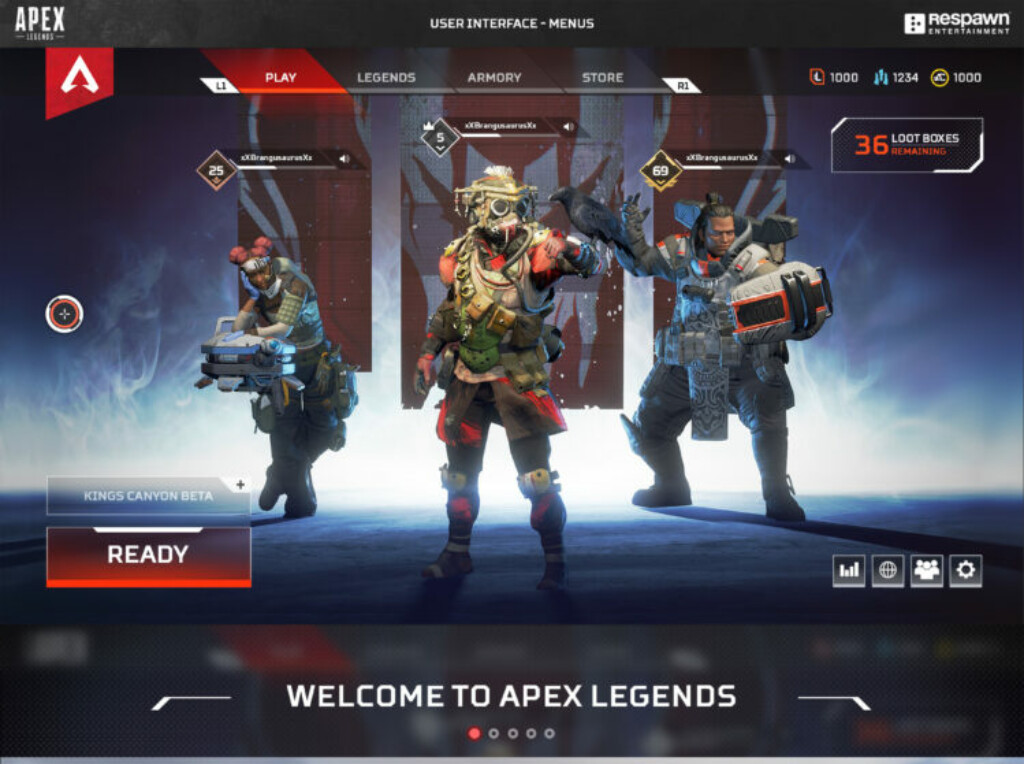 APEX
LEGENDS
USER INTERFACE - MENUS
Respawn
ENTERTAINMENT
L1
PLAY
LEGENDS
ARMORY
STORE
R1
1000
1234
1000
5
xXBrangusaurusXx
25
xXBrangusaurusXx
69
xXBrangusaurusXx
36 LOOT BOXES
REMAINING
KINGS CANYON BETA +
READY
WELCOME TO APEX LEGENDS